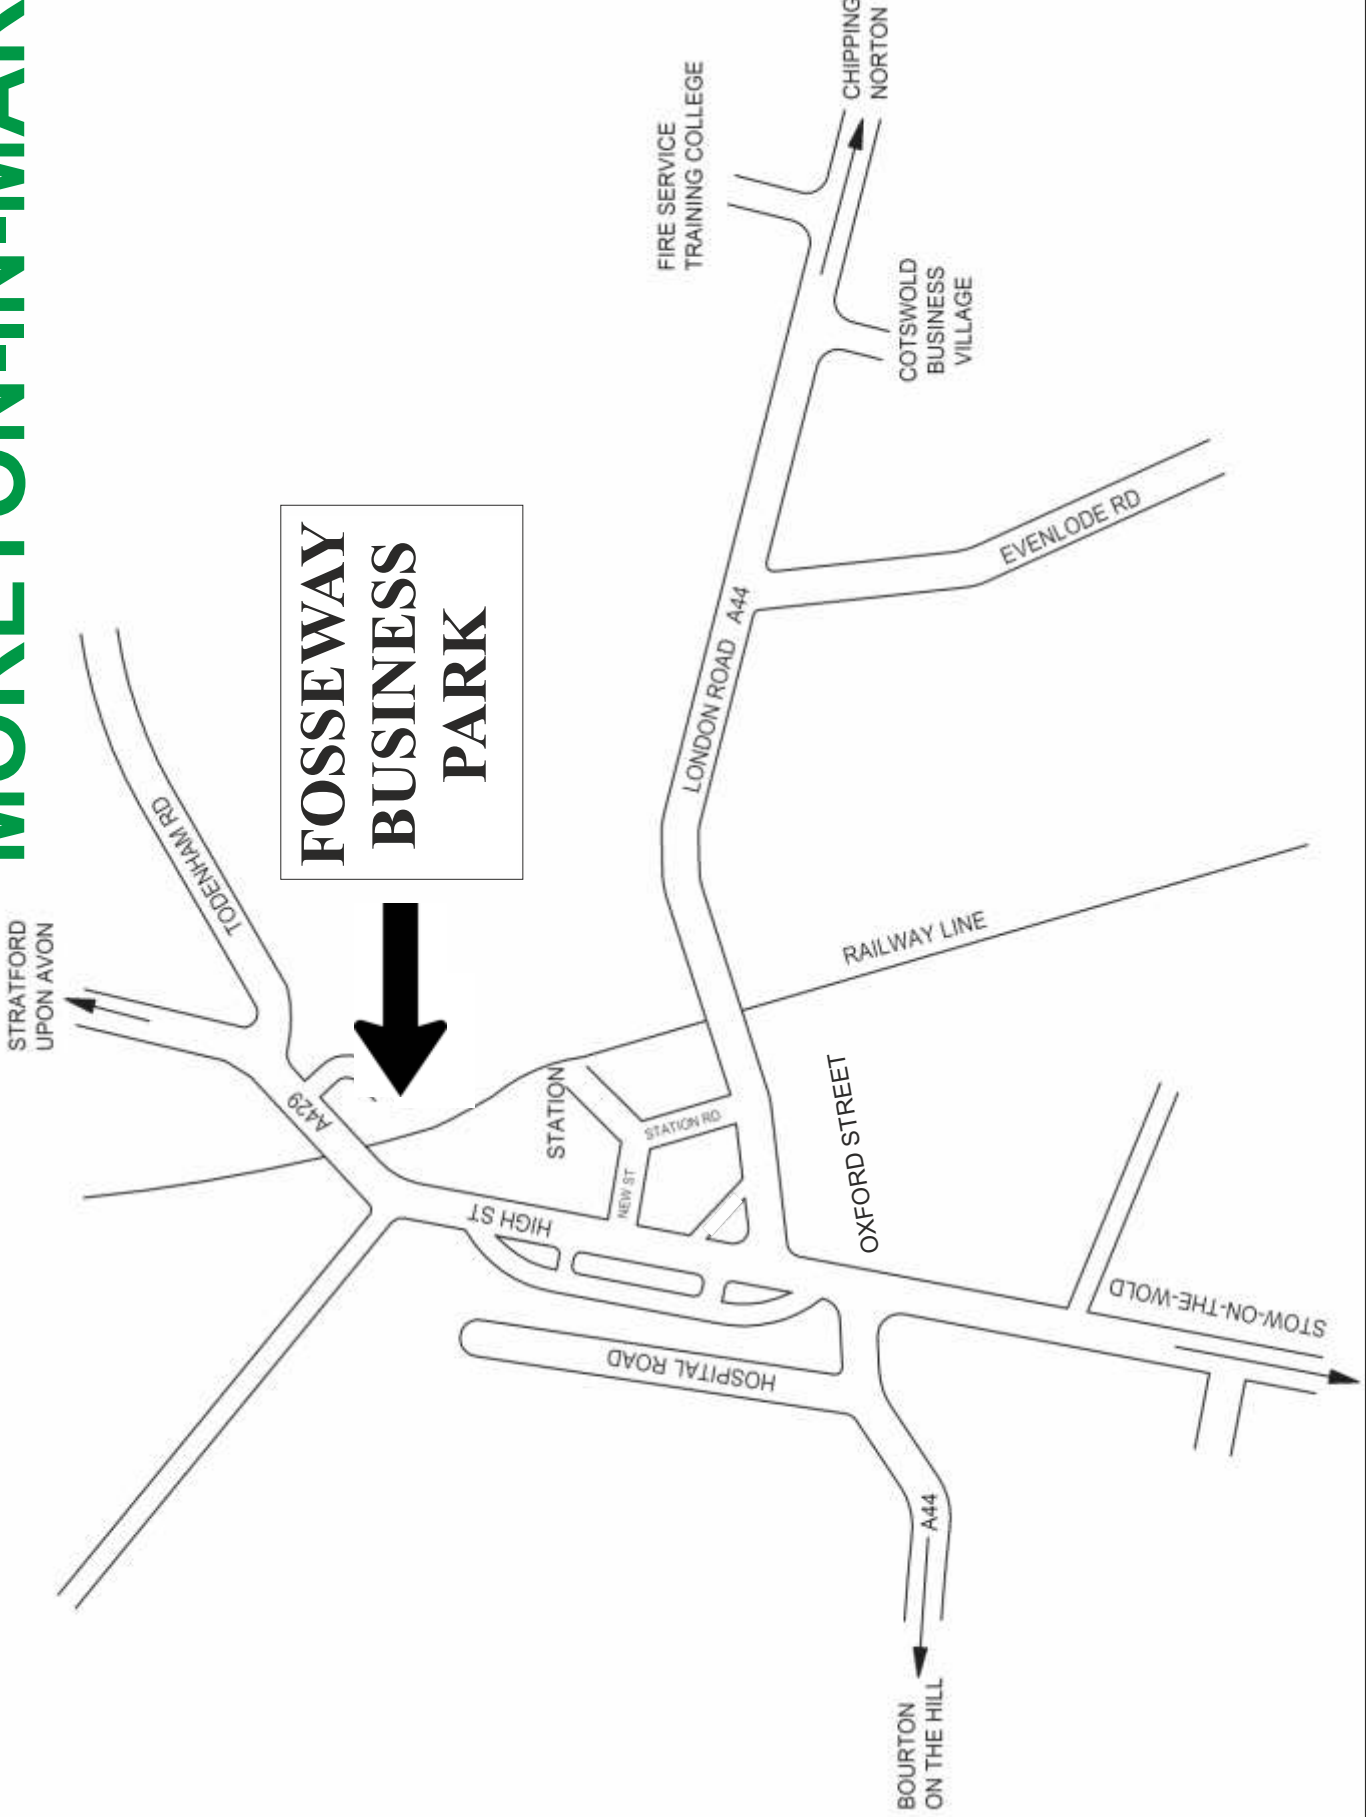 MORETON-IN-MAR
STRATFORD
UPON AVON
TODENHAM RD
A429
FOSSEWAY
BUSINESS
PARK
HIGH ST
STATION
NEW ST
STATION RD
HOSPITAL ROAD
FIRE SERVICE
TRAINING COLLEGE
LONDON ROAD A44
CHIPPING
NORTON
OXFORD STREET
RAILWAY LINE
COTSWOLD
BUSINESS
VILLAGE
BOURTON
ON THE HILL
A44
EVENLODE RD
STOW-ON-THE-WOLD